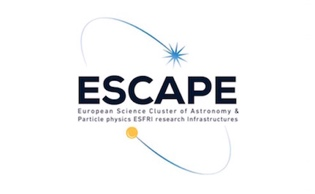 ESCAPE
European Science Cluster of Astronomy &
Particle physics ESFRI research Infrastructures